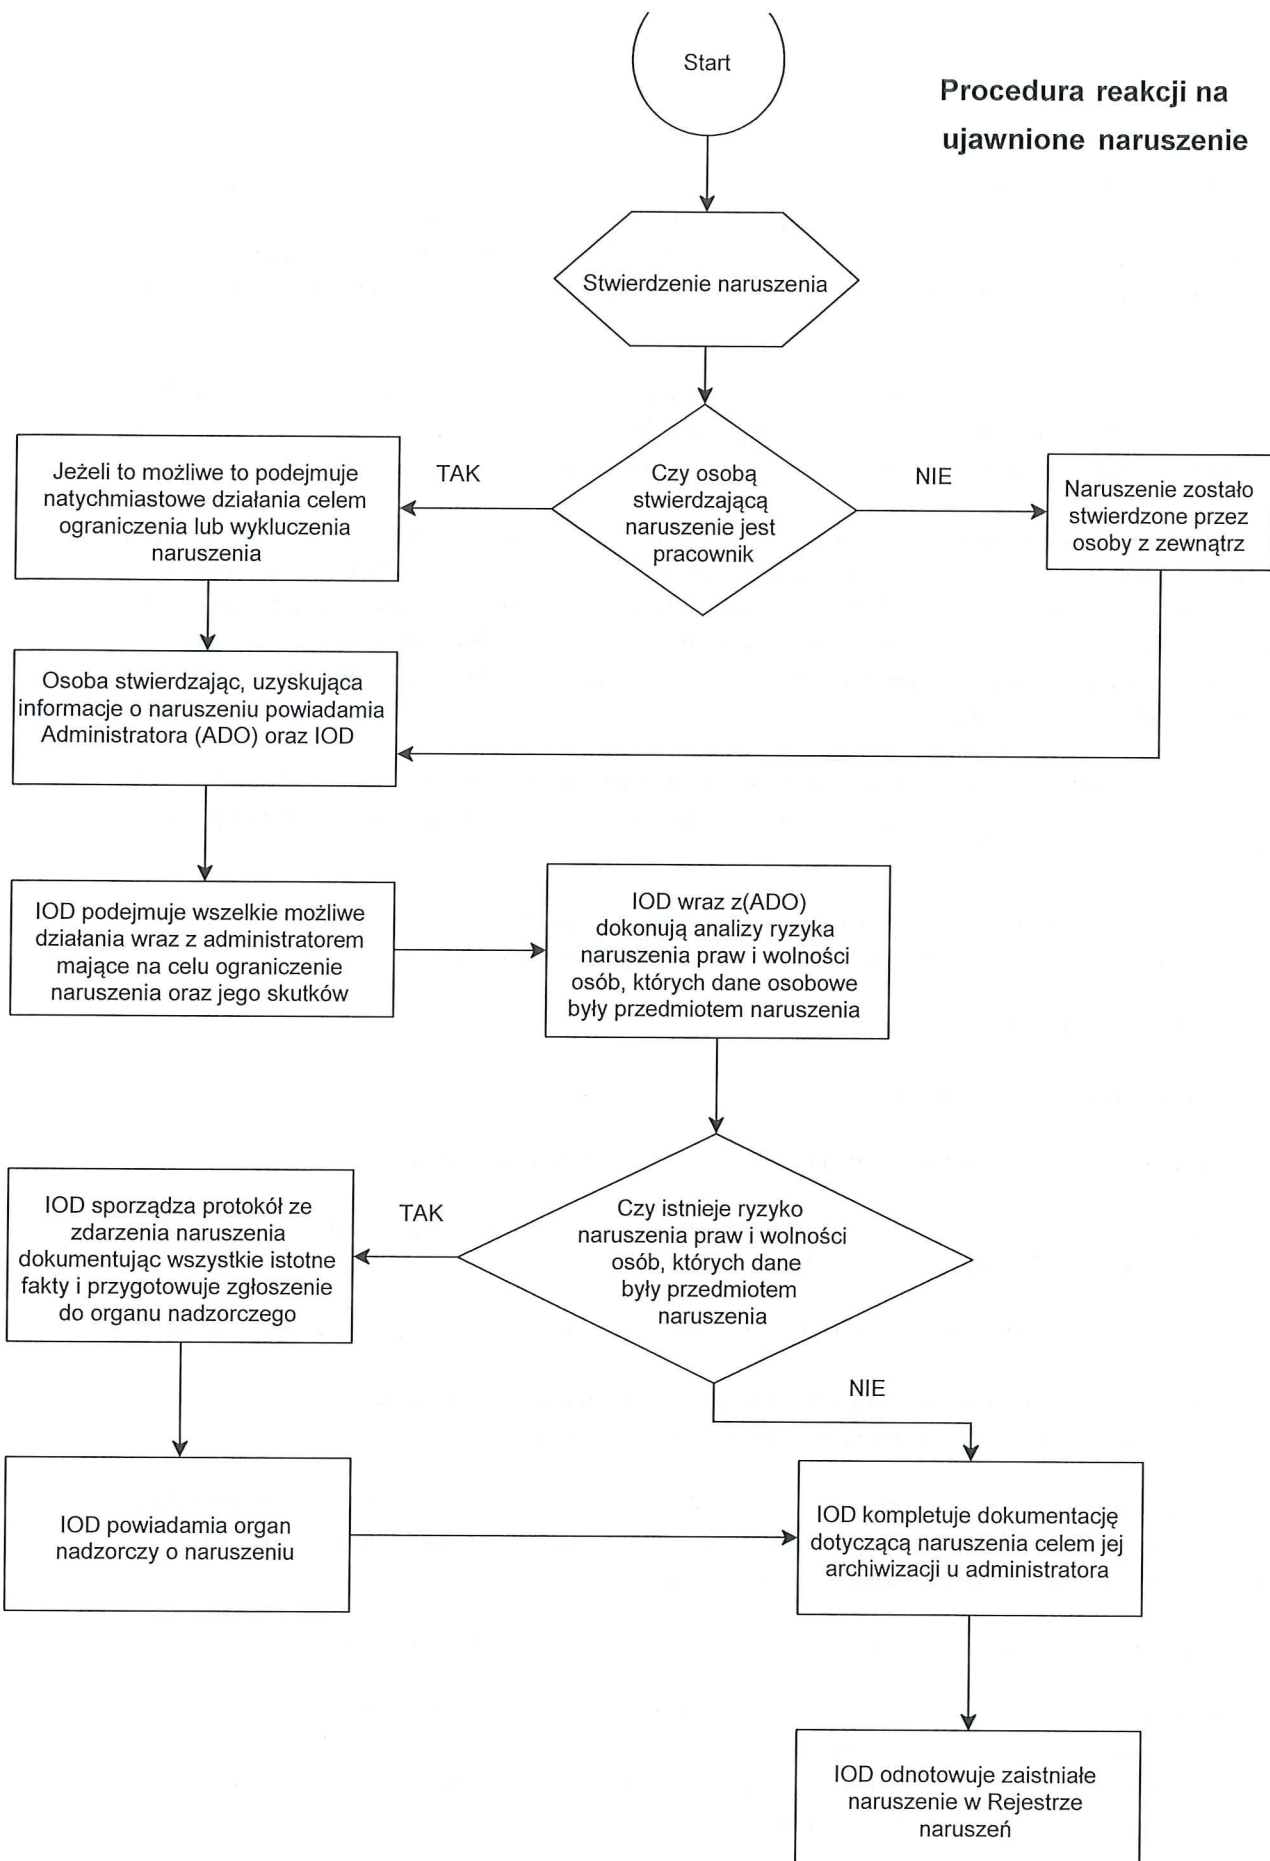 Start
Procedura reakcji na
ujawnione naruszenie
Stwierdzenie naruszenia
Jeżeli to możliwe to podejmuje
natychmiastowe działania celem
ograniczenia lub wykluczenia
naruszenia
TAK
Czy osobą
stwierdzającą
naruszenie jest
pracownik
NIE
Naruszenie zostało
stwierdzone przez
osoby z zewnątrz
Osoba stwierdzając, uzyskująca
informacje o naruszeniu powiadamia
Administratora (ADO) oraz IOD
IOD podejmuje wszelkie możliwe
działania wraz z administratorem
mające na celu ograniczenie
naruszenia oraz jego skutków
IOD wraz z(ADO)
dokonują analizy ryzyka
naruszenia praw i wolności
osób, których dane osobowe
były przedmiotem naruszenia
IOD sporządza protokół ze
zdarzenia naruszenia
dokumentując wszystkie istotne
fakty i przygotowuje zgłoszenie
do organu nadzorczego
TAK
Czy istnieje ryzyko
naruszenia praw i wolności
osób, których dane
były przedmiotem
naruszenia
NIE
IOD powiadamia organ
nadzorczy o naruszeniu
IOD kompletuje dokumentację
dotyczącą naruszenia celem jej
archiwizacji u administratora
IOD odnotowuje zaistniałe
naruszenie w Rejestrze
naruszeń